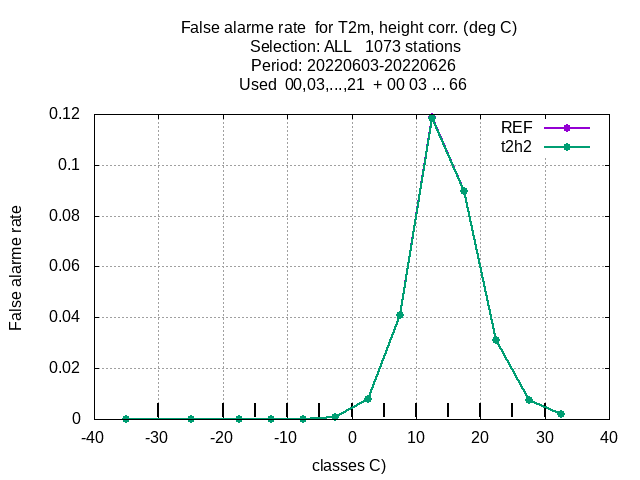 False alarme rate  for T2m, height corr. (deg C)
Selection: ALL   1073 stations
Period: 20220603-20220626
Used  00,03,...,21  + 00 03 ... 66
REF
t2h2
False alarme rate
0.12
0.1
0.08
0.06
0.04
0.02
0
-40 -30 -20 -10 0 10 20 30 40
classes C)